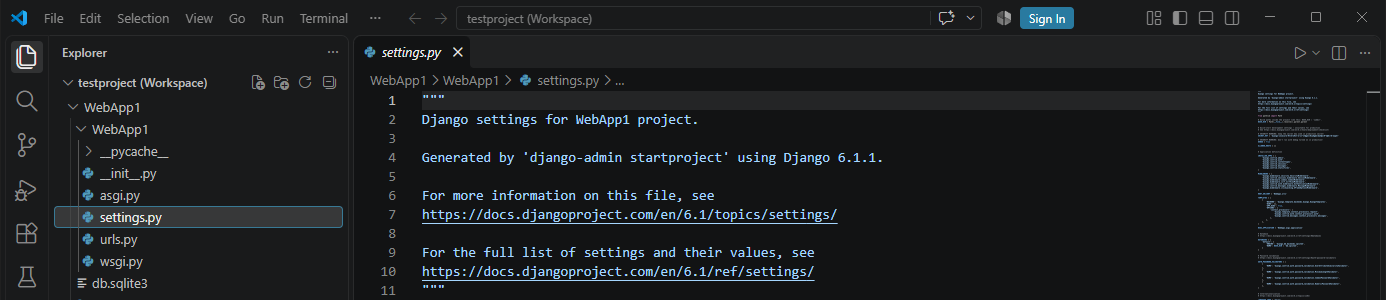 File Edit Selection View Go Run Terminal ··· testproject (Workspace) Sign In
Explorer ···
testproject (Workspace)
WebApp1
WebApp1
__pycache__
__init__.py
asgi.py
settings.py
urls.py
wsgi.py
db.sqlite3
settings.py
WebApp1 > WebApp1 > settings.py > ...
1 """
2 Django settings for WebApp1 project.
3
4 Generated by 'django-admin startproject' using Django 6.1.1.
5
6 For more information on this file, see
7 https://docs.djangoproject.com/en/6.1/topics/settings/
8
9 For the full list of settings and their values, see
10 https://docs.djangoproject.com/en/6.1/ref/settings/
11 """